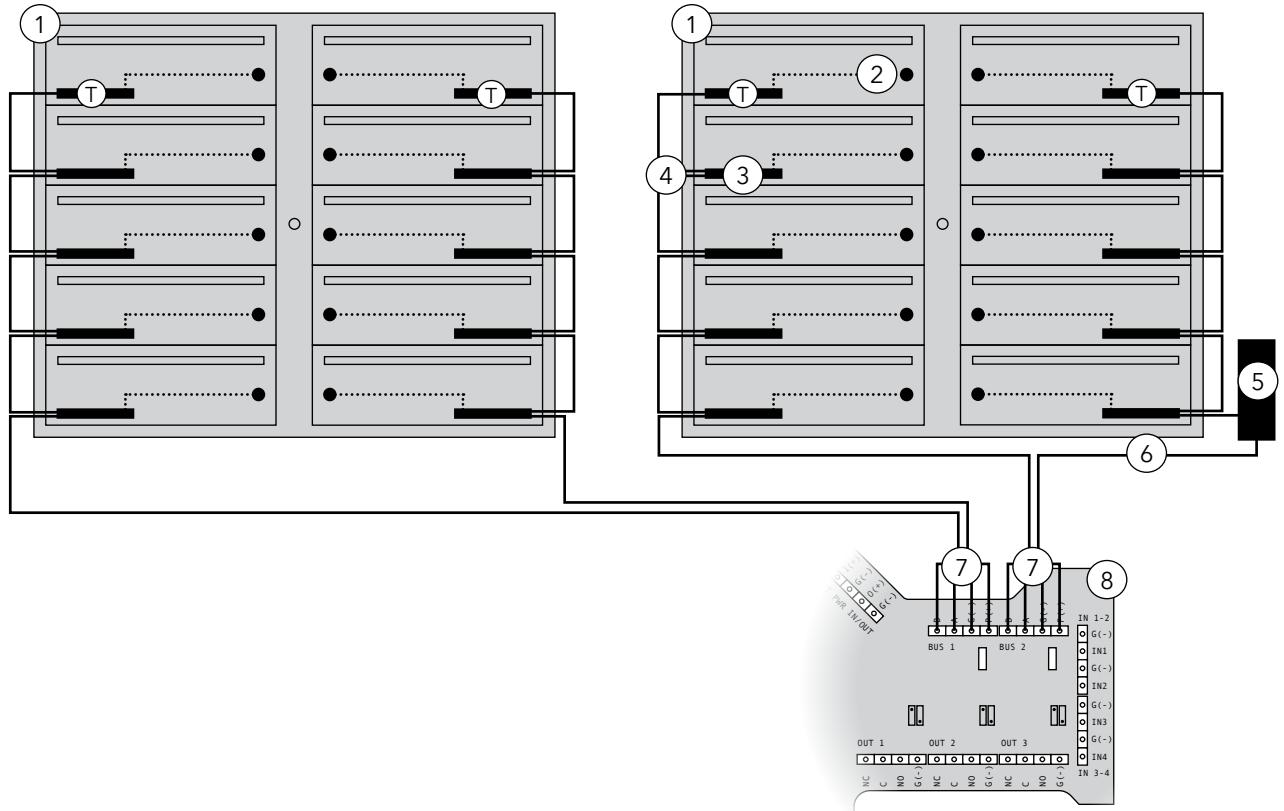 1
1
T
T
T
2
T
4
3
5
6
7
7
8
G(-)
O(+)
G(-)
PWR IN/OUT
B
A
G(-)
P(+)
B
A
G(-)
P(+)
BUS 1
BUS 2
IN 1-2
G(-)
IN1
G(-)
IN2
G(-)
IN3
G(-)
IN4
IN 3-4
OUT 1
OUT 2
OUT 3
NC
C
NO
G(-)
NC
C
NO
G(-)
NC
C
NO
G(-)